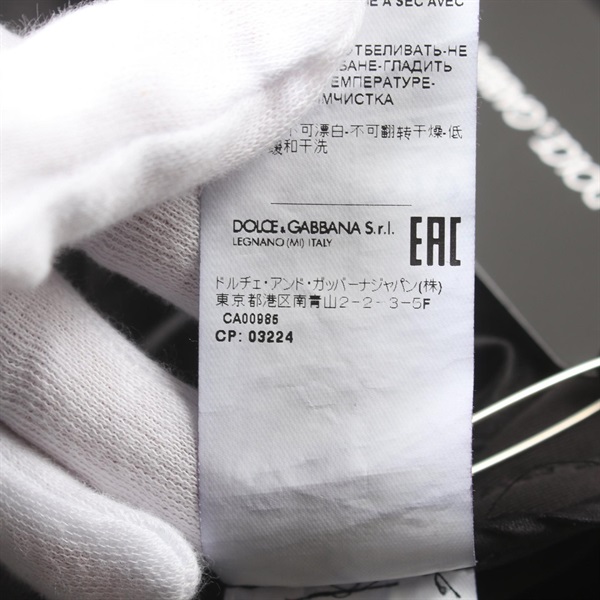 E A SEC AVEC
ОТБЕЛИВАТЬ-НЕ
ВАНЕ-ГЛАДИТЬ
ЕМПЕРАТУРЕ-
ИМЧИСТКА
不可漂白-不可翻转干燥-低
缓和干洗
DOLCE & GABBANA S.r.l.
LEGNANO (MI) ITALY
EAC
ドルチェ・アンド・ガッバーナジャパン(株)
東京都港区南青山2-2-3-5F
CA00985
CP: 03224